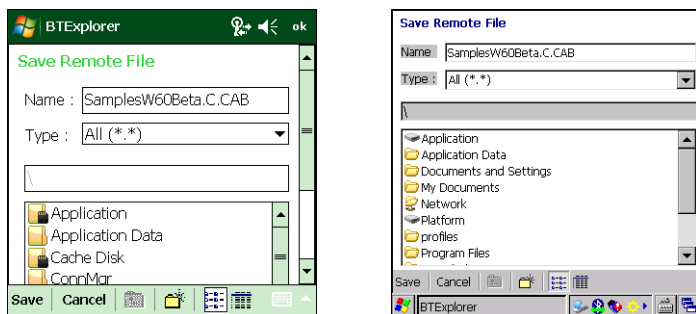 BTExplorer
ok
Save Remote File
Name : SamplesW60Beta.C.CAB
Type : All (*.*)
\
Application
Application Data
Cache Disk
ConnMgr
Save Cancel
Save Remote File
Name SamplesW60Beta.C.CAB
Type : All (*.*)
\
Application
Application Data
Documents and Settings
My Documents
Network
Platform
profiles
Program Files
Save Cancel
BTExplorer